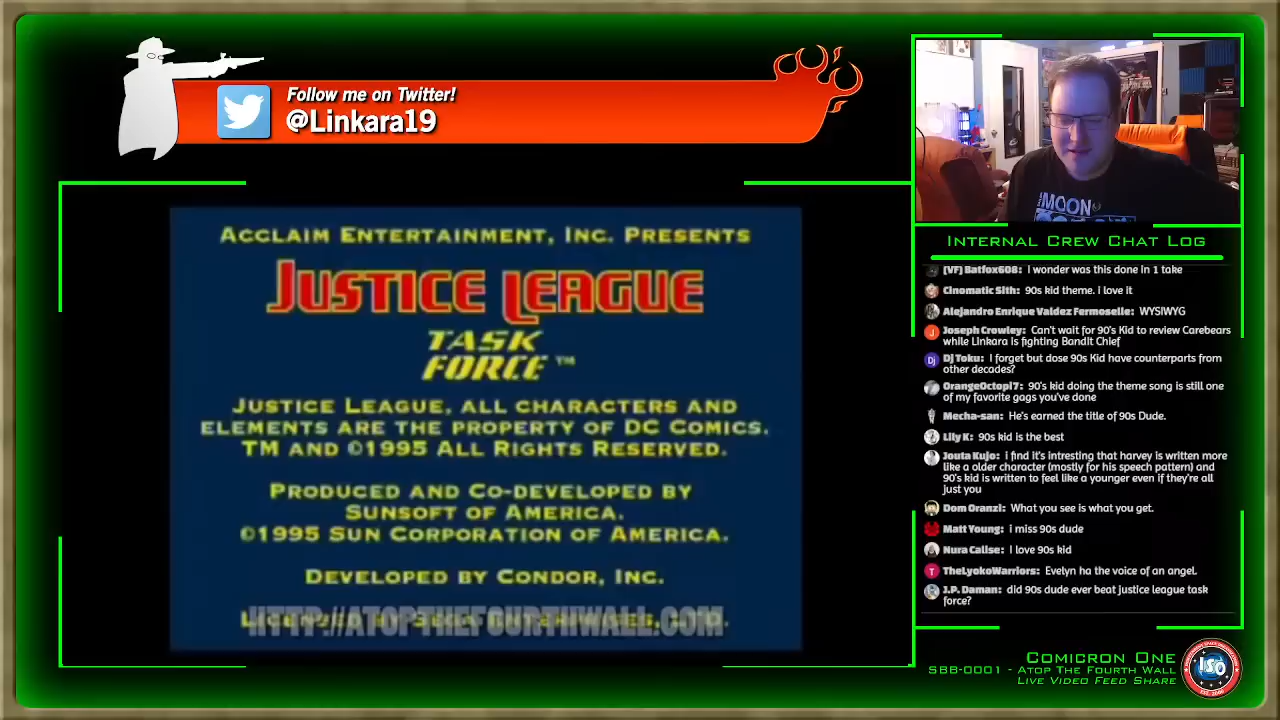 Follow me on Twitter!
@Linkara19
ACCLAIM ENTERTAINMENT, INC. PRESENTS
JUSTICE LEAGUE
TASK
FORCE™
JUSTICE LEAGUE, ALL CHARACTERS AND
ELEMENTS ARE THE PROPERTY OF DC COMICS.
TM AND ©1995 ALL RIGHTS RESERVED.
PRODUCED AND CO-DEVELOPED BY
SUNSOFT OF AMERICA.
©1995 SUN CORPORATION OF AMERICA.
DEVELOPED BY CONDOR, INC.
HTTP://ATOPTHEFOURTHWALL.COM
MOON
INTERNAL CREW CHAT LOG
[VF] Batfox608: I wonder was this done in 1 take
Cinomatic Sith: 90s kid theme. i love it
Alejandro Enrique Valdez Fermoselle: WYSIWYG
Joseph Crowley: Can't wait for 90's Kid to review Carebears
while Linkara is fighting Bandit Chief
Dj Toku: I forget but dose 90s Kid have counterparts from
other decades?
OrangeOctopi7: 90's kid doing the theme song is still one
of my favorite gags you've done
Mecha-san: He's earned the title of 90s Dude.
Lily K: 90s kid is the best
Jouta Kujo: i find it's intresting that harvey is written more
like a older character (mostly for his speech pattern) and
90's kid is written to feel like a younger even if they're all
just you
Dom Oranzi: What you see is what you get.
Matt Young: i miss 90s dude
Nura Calise: I love 90s kid
TheLyokoWarriors: Evelyn ha the voice of an angel.
J.P. Daman: did 90s dude ever beat justice league task
force?
COMICRON ONE
SBB-0001 - ATOP THE FOURTH WALL
LIVE VIDEO FEED SHARE
ISO